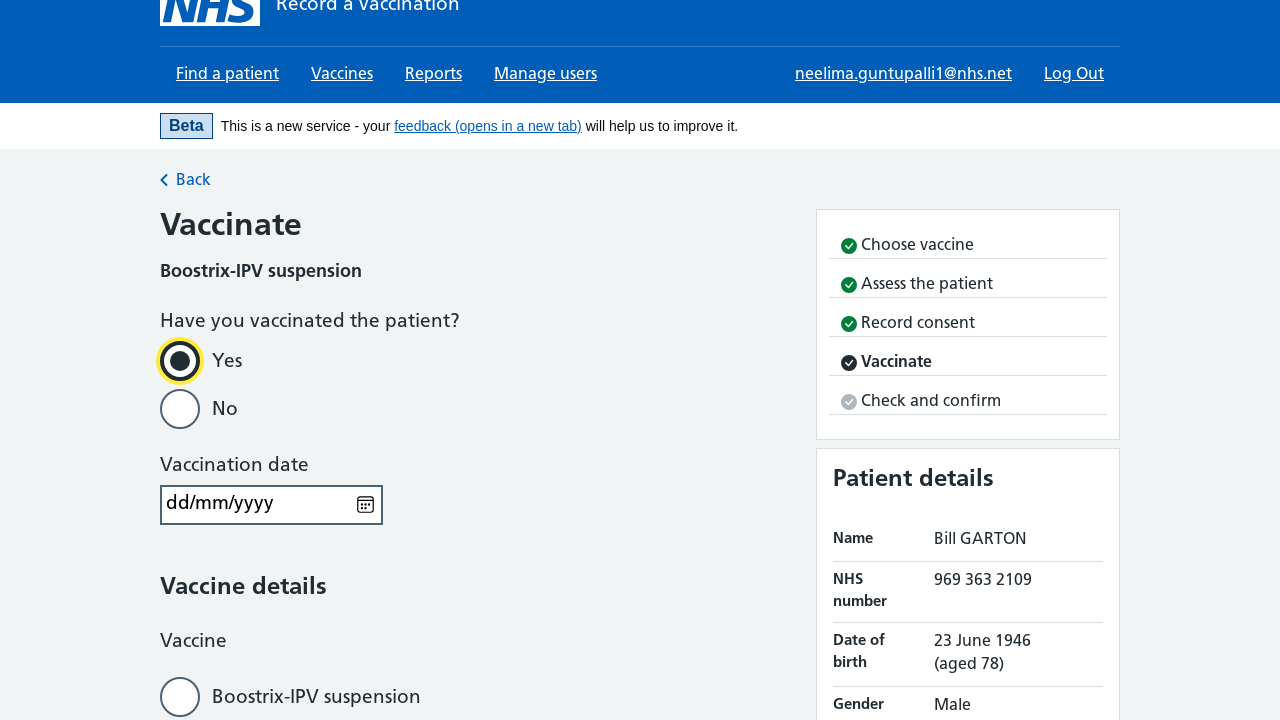 NHS Record a vaccination
Find a patient Vaccines Reports Manage users neelima.guntupalli1@nhs.net Log Out
Beta This is a new service - your feedback (opens in a new tab) will help us to improve it.
Back
Vaccinate
Boostrix-IPV suspension
Have you vaccinated the patient?
Yes
No
Vaccination date
dd/mm/yyyy
Vaccine details
Vaccine
Boostrix-IPV suspension
Choose vaccine
Assess the patient
Record consent
Vaccinate
Check and confirm
Patient details
Name Bill GARTON
NHS number 969 363 2109
Date of birth 23 June 1946 (aged 78)
Gender Male